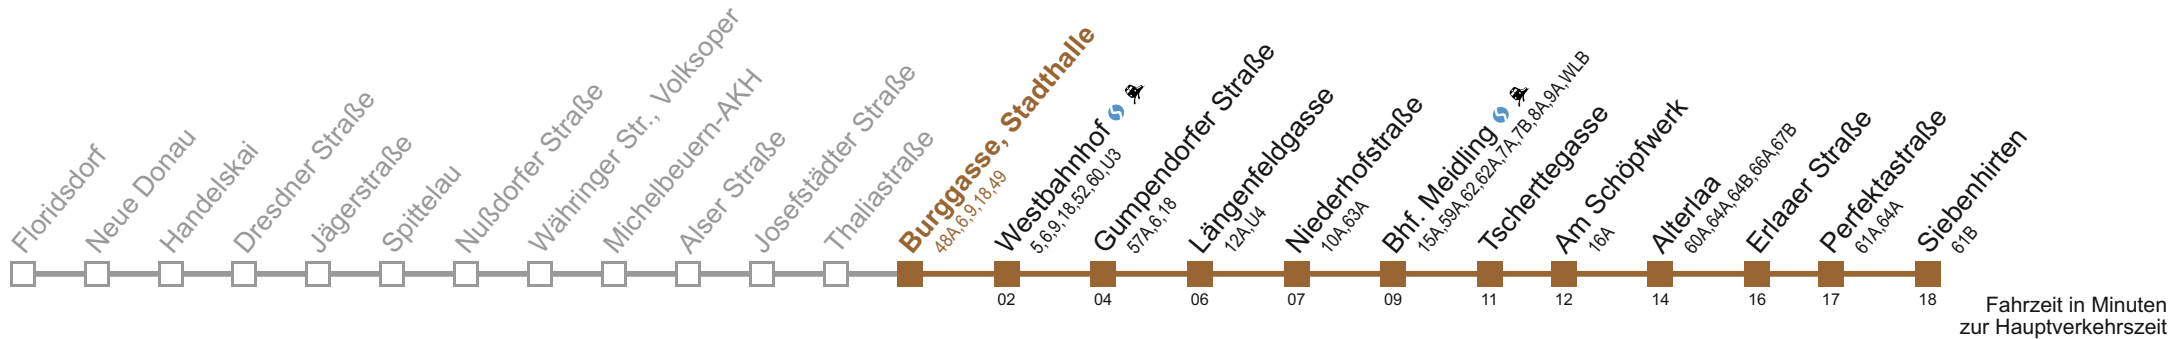 Floridsdorf
Neue Donau
Handelskai
Dresdner Straße
Jägerstraße
Spittelau
Nußdorfer Straße
Währinger Str., Volksoper
Michelbeuern-AKH
Alser Straße
Josefstädter Straße
Thaliastraße
Burggasse, Stadthalle
48A,6,9,18,49
Westbahnhof
5,6,9,18,52,60,U3
02
Gumpendorfer Straße
57A,6,18
04
Längenfeldgasse
12A,U4
06
Niederhofstraße
10A,63A
07
Bhf. Meidling
15A,59A,62,62A,7A,7B,8A,9A,WLB
09
Tscherttegasse
11
Am Schöpfwerk
16A
12
Alterlaa
60A,64A,64B,66A,67B
14
Erlaaer Straße
16
Perfektastraße
61A,64A
17
Siebenhirten
61B
18
Fahrzeit in Minuten
zur Hauptverkehrszeit